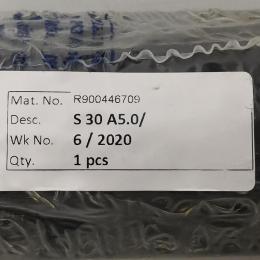 Mat. No. R900446709
Desc. S 30 A5.0/
Wk No. 6 / 2020
Qty. 1 pcs